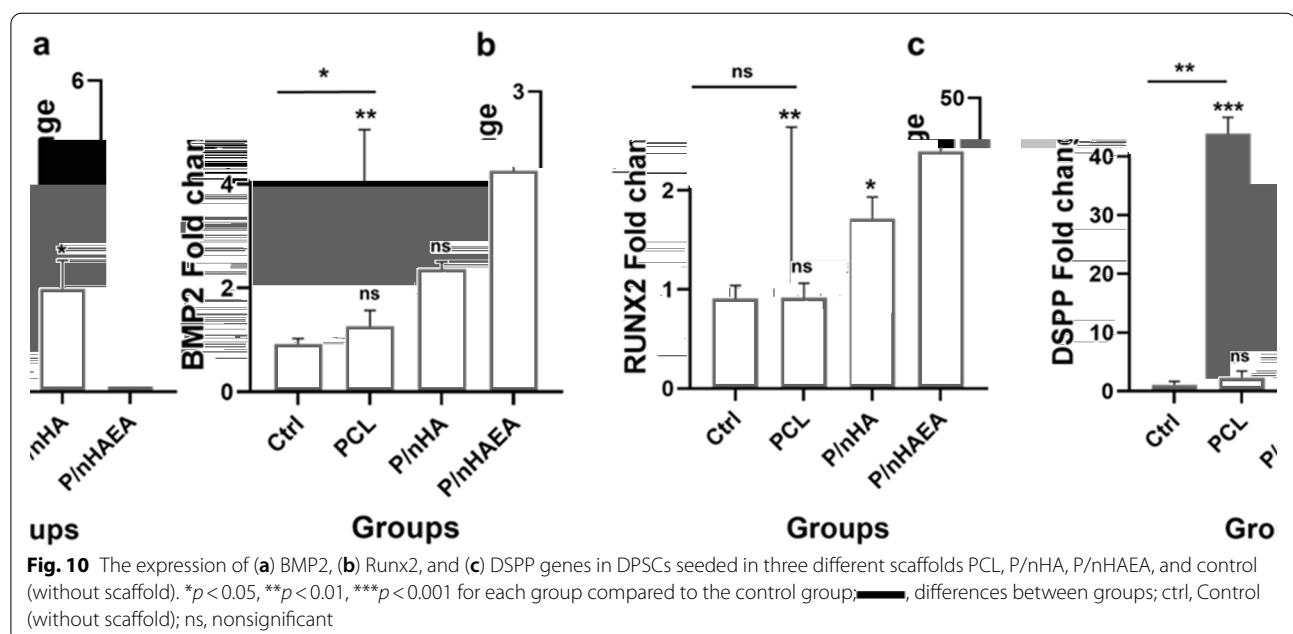 a
b
c
6
4
2
0
*
nge
BMP2 Fold chan
*
**
ns
ns
/nHA
P/nHAEA
ups
Ctrl
PCL
P/nHA
P/nHAEA
Groups
3
2
1
0
nge
RUNX2 Fold chan
ns
**
ns
*
Ctrl
PCL
P/nHA
P/nHAEA
Groups
50
40
30
20
10
0
DSPP Fold chan
**
***
ns
Ctrl
PCL
Gro
Fig. 10 The expression of (a) BMP2, (b) Runx2, and (c) DSPP genes in DPSCs seeded in three different scaffolds PCL, P/nHA, P/nHAEA, and control
(without scaffold). *p < 0.05, **p < 0.01, ***p < 0.001 for each group compared to the control group; , differences between groups; ctrl, Control
(without scaffold); ns, nonsignificant